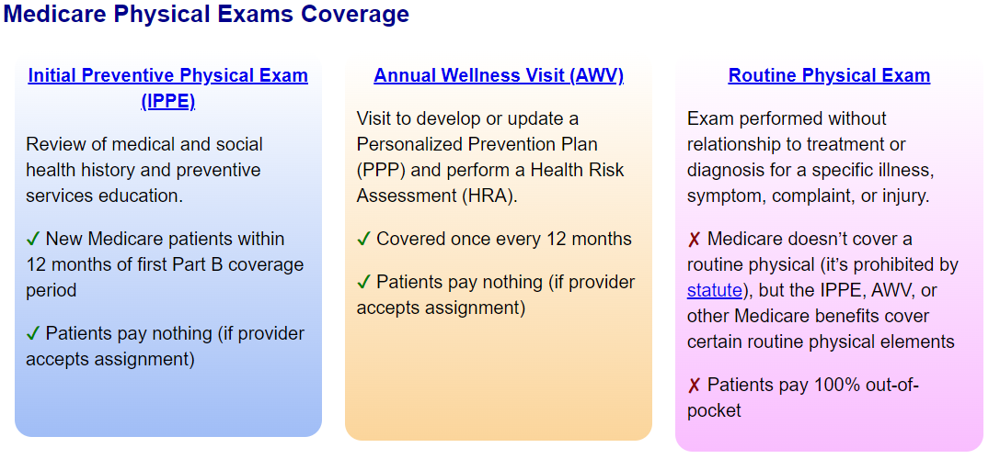 Medicare Physical Exams Coverage
Initial Preventive Physical Exam
(IPPE)
Review of medical and social
health history and preventive
services education.
✓ New Medicare patients within
12 months of first Part B coverage
period
✓ Patients pay nothing (if provider
accepts assignment)
Annual Wellness Visit (AWV)
Visit to develop or update a
Personalized Prevention Plan
(PPP) and perform a Health Risk
Assessment (HRA).
✓ Covered once every 12 months
✓ Patients pay nothing (if provider
accepts assignment)
Routine Physical Exam
Exam performed without
relationship to treatment or
diagnosis for a specific illness,
symptom, complaint, or injury.
✗ Medicare doesn’t cover a
routine physical (it’s prohibited by
statute), but the IPPE, AWV, or
other Medicare benefits cover
certain routine physical elements
✗ Patients pay 100% out-of-
pocket